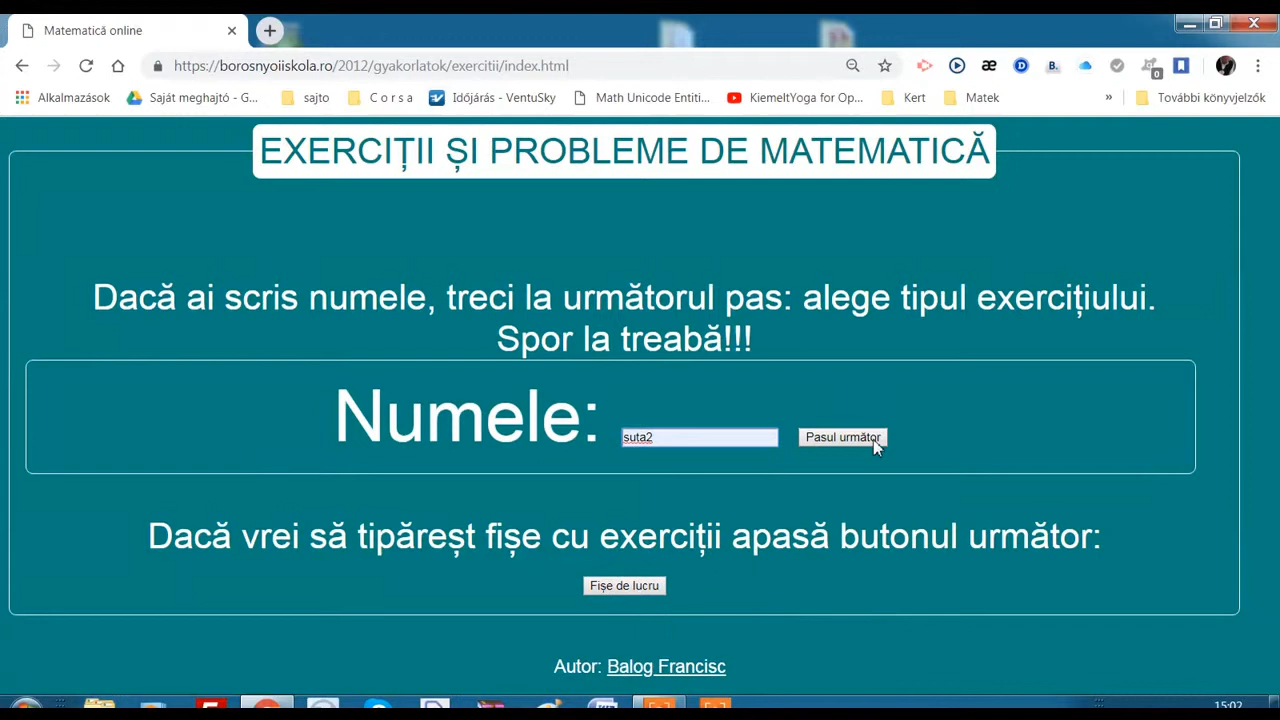 Matematică online
https://borosnyoiiskola.ro/2012/gyakorlatok/exercitii/index.html
Alkalmazások
Saját meghajtó - G...
sajto
C o r s a
Időjárás - VentuSky
Math Unicode Entiti...
KiemeltYoga for Op...
Kert
Matek
»
További könyvjelzők
EXERCIȚII ȘI PROBLEME DE MATEMATICĂ
Dacă ai scris numele, treci la următorul pas: alege tipul exercițiului.
Spor la treabă!!!
Numele: suta2 Pasul următor
Dacă vrei să tipărești fișe cu exerciții apasă butonul următor:
Fișe de lucru
Autor: Balog Francisc
15:02